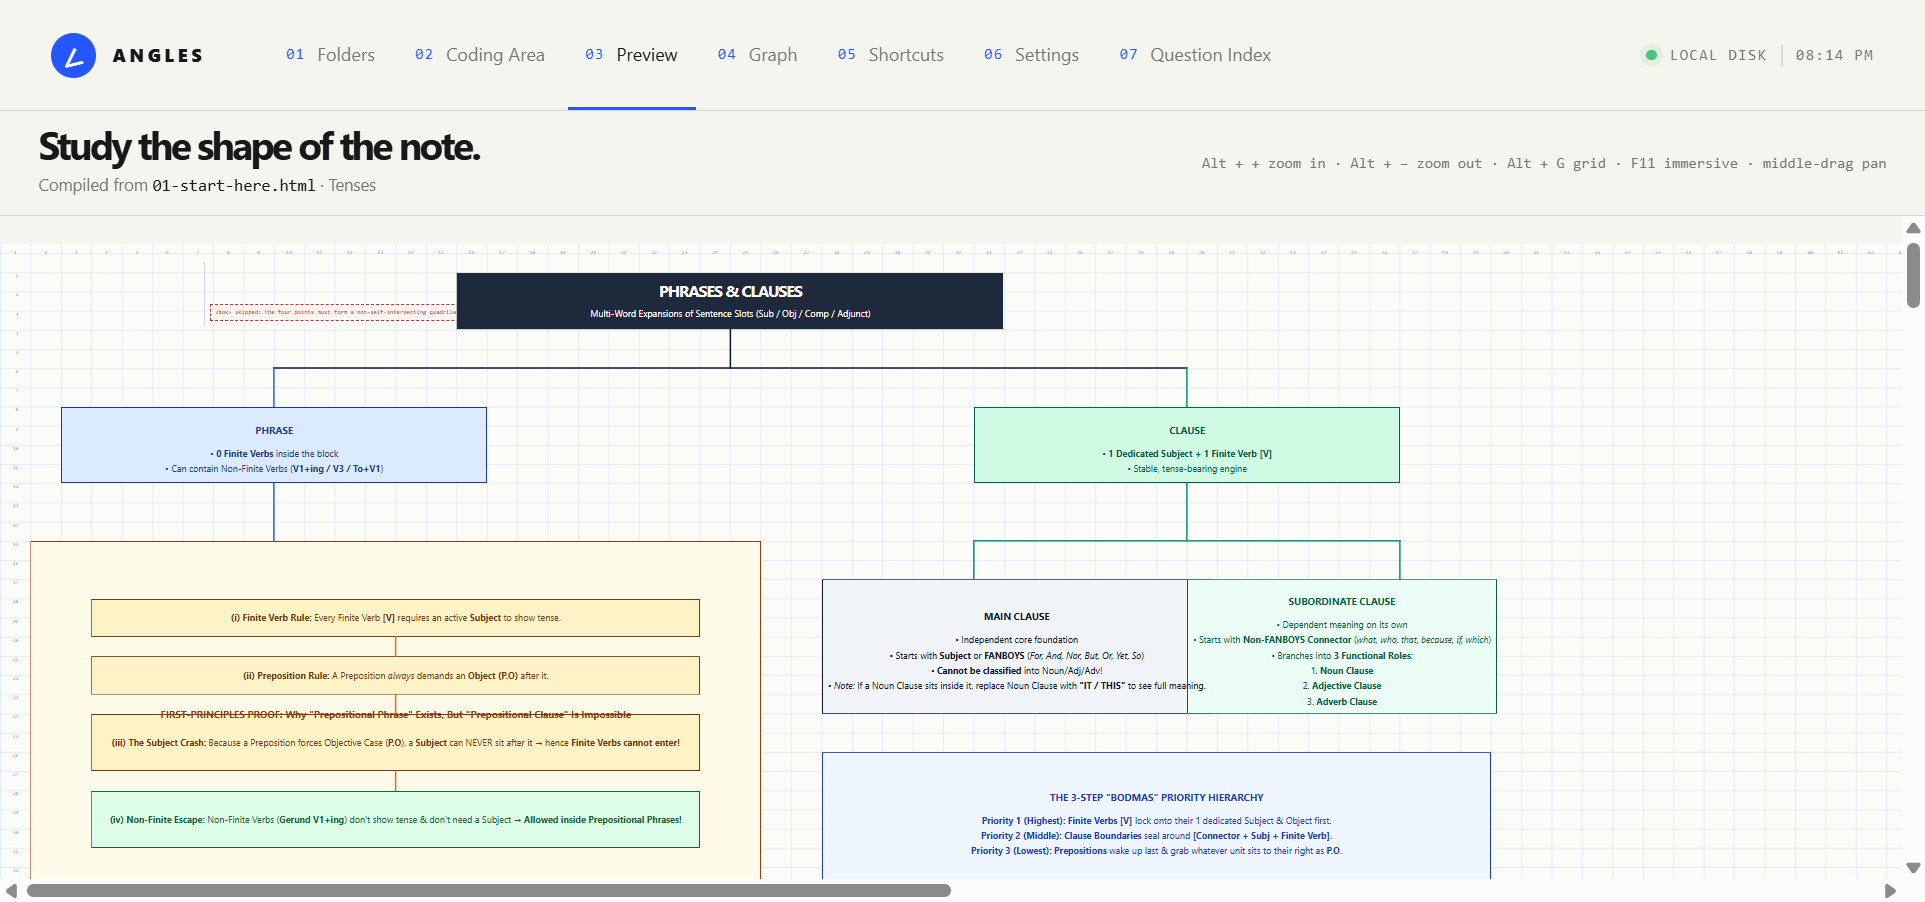 ANGLES
01 Folders
02 Coding Area
03 Preview
04 Graph
05 Shortcuts
06 Settings
07 Question Index
LOCAL DISK
08:14 PM
Study the shape of the note.
Compiled from 01-start-here.html · Tenses
Alt + + zoom in · Alt + − zoom out · Alt + G grid · F11 immersive · middle-drag pan
<box> skipped: the four points must form a non-self-intersecting
PHRASES & CLAUSES
Multi-Word Expansions of Sentence Slots (Sub / Obj / Comp / Adjunct)
PHRASE
• 0 Finite Verbs inside the block
• Can contain Non-Finite Verbs (V1+ing / V3 / To+V1)
CLAUSE
• 1 Dedicated Subject + 1 Finite Verb [V]
• Stable, tense-bearing engine
(i) Finite Verb Rule: Every Finite Verb [V] requires an active Subject to show tense.
(ii) Preposition Rule: A Preposition always demands an Object (P.O) after it.
FIRST-PRINCIPLES PROOF: Why "Prepositional Phrase" Exists, But "Prepositional Clause" Is Impossible
(iii) The Subject Crash: Because a Preposition forces Objective Case (P.O), a Subject can NEVER sit after it → hence Finite Verbs cannot enter!
(iv) Non-Finite Escape: Non-Finite Verbs (Gerund V1+ing) don't show tense & don't need a Subject → Allowed inside Prepositional Phrases!
MAIN CLAUSE
• Independent core foundation
• Starts with Subject or FANBOYS (For, And, Nor, But, Or, Yet, So)
• Cannot be classified into Noun/Adj/Adv!
• Note: If a Noun Clause sits inside it, replace Noun Clause with "IT / THIS" to see full meaning.
SUBORDINATE CLAUSE
• Dependent meaning on its own
• Starts with Non-FANBOYS Connector (what, who, that, because, if, which)
• Branches into 3 Functional Roles:
1. Noun Clause
2. Adjective Clause
3. Adverb Clause
THE 3-STEP "BODMAS" PRIORITY HIERARCHY
Priority 1 (Highest): Finite Verbs [V] lock onto their 1 dedicated Subject & Object first.
Priority 2 (Middle): Clause Boundaries seal around [Connector + Subj + Finite Verb].
Priority 3 (Lowest): Prepositions wake up last & grab whatever unit sits to their right as P.O.